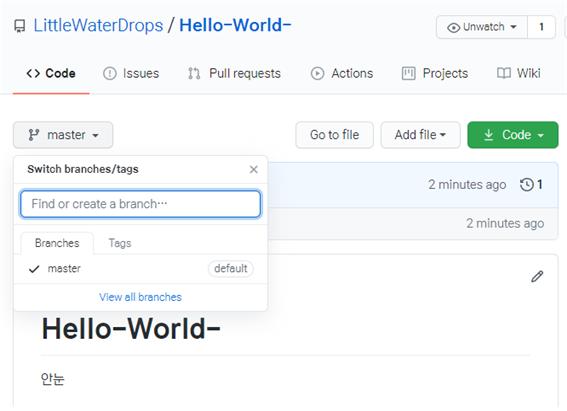 LittleWaterDrops / Hello-World-
Unwatch 1
Code Issues Pull requests Actions Projects Wiki
master Go to file Add file Code
Switch branches/tags
Find or create a branch…
2 minutes ago 1
2 minutes ago
Branches Tags
master default
View all branches
Hello-World-
안눈